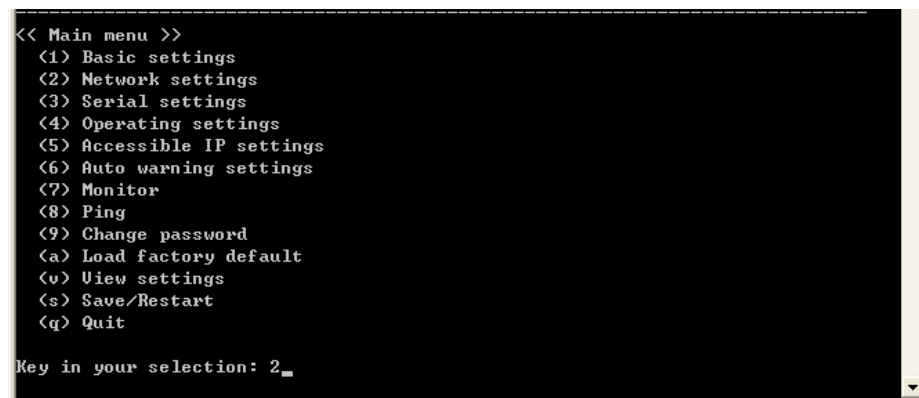 << Main menu >>
(1) Basic settings
(2) Network settings
(3) Serial settings
(4) Operating settings
(5) Accessible IP settings
(6) Auto warning settings
(7) Monitor
(8) Ping
(9) Change password
(a) Load factory default
(v) View settings
(s) Save/Restart
(q) Quit
Key in your selection: 2_